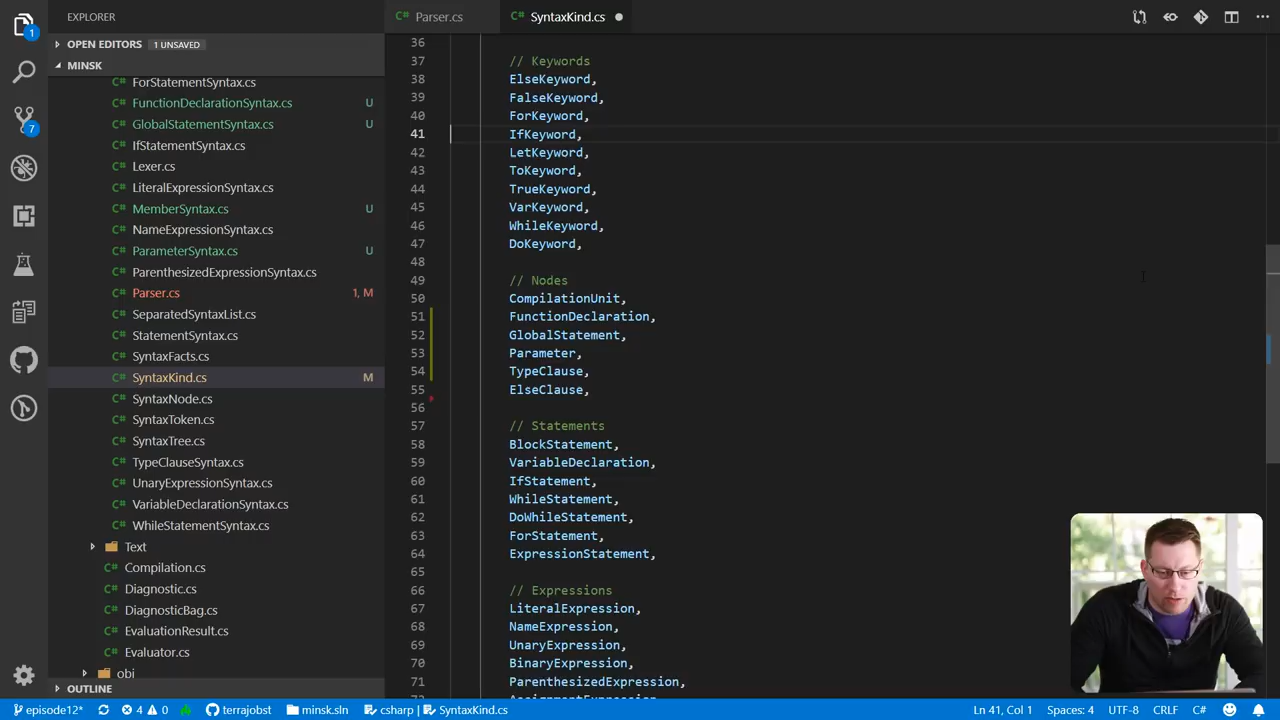 EXPLORER
Parser.cs
SyntaxKind.cs
OPEN EDITORS 1 UNSAVED
MINSK
ForStatementSyntax.cs
FunctionDeclarationSyntax.cs U
GlobalStatementSyntax.cs U
IfStatementSyntax.cs
Lexer.cs
LiteralExpressionSyntax.cs
MemberSyntax.cs U
NameExpressionSyntax.cs
ParameterSyntax.cs U
ParenthesizedExpressionSyntax.cs
Parser.cs 1, M
SeparatedSyntaxList.cs
StatementSyntax.cs
SyntaxFacts.cs
SyntaxKind.cs M
SyntaxNode.cs
SyntaxToken.cs
SyntaxTree.cs
TypeClauseSyntax.cs
UnaryExpressionSyntax.cs
VariableDeclarationSyntax.cs
WhileStatementSyntax.cs
Text
Compilation.cs
Diagnostic.cs
DiagnosticBag.cs
EvaluationResult.cs
Evaluator.cs
obj
OUTLINE
1
7
36
37 // Keywords
38 ElseKeyword,
39 FalseKeyword,
40 ForKeyword,
41 IfKeyword,
42 LetKeyword,
43 ToKeyword,
44 TrueKeyword,
45 VarKeyword,
46 WhileKeyword,
47 DoKeyword,
48
49 // Nodes
50 CompilationUnit,
51 FunctionDeclaration,
52 GlobalStatement,
53 Parameter,
54 TypeClause,
55 ElseClause,
56
57 // Statements
58 BlockStatement,
59 VariableDeclaration,
60 IfStatement,
61 WhileStatement,
62 DoWhileStatement,
63 ForStatement,
64 ExpressionStatement,
65
66 // Expressions
67 LiteralExpression,
68 NameExpression,
69 UnaryExpression,
70 BinaryExpression,
71 ParenthesizedExpression,
72 AssignmentExpression
episode12* 4 0 terrajobst minsk.sln csharp | SyntaxKind.cs Ln 41, Col 1 Spaces: 4 UTF-8 CRLF C#